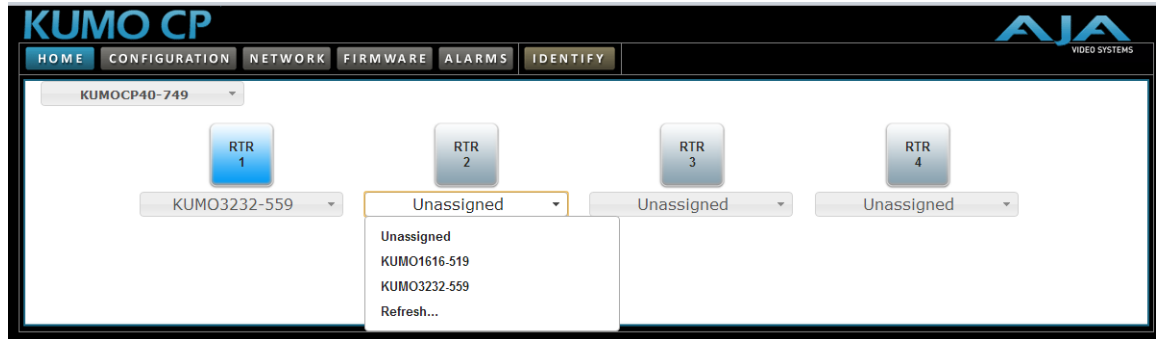 KUMO CP
AJA
VIDEO SYSTEMS
HOME CONFIGURATION NETWORK FIRMWARE ALARMS IDENTIFY
KUMOCP40-749
RTR 1
RTR 2
RTR 3
RTR 4
KUMO3232-559 Unassigned Unassigned Unassigned
Unassigned
KUMO1616-519
KUMO3232-559
Refresh...